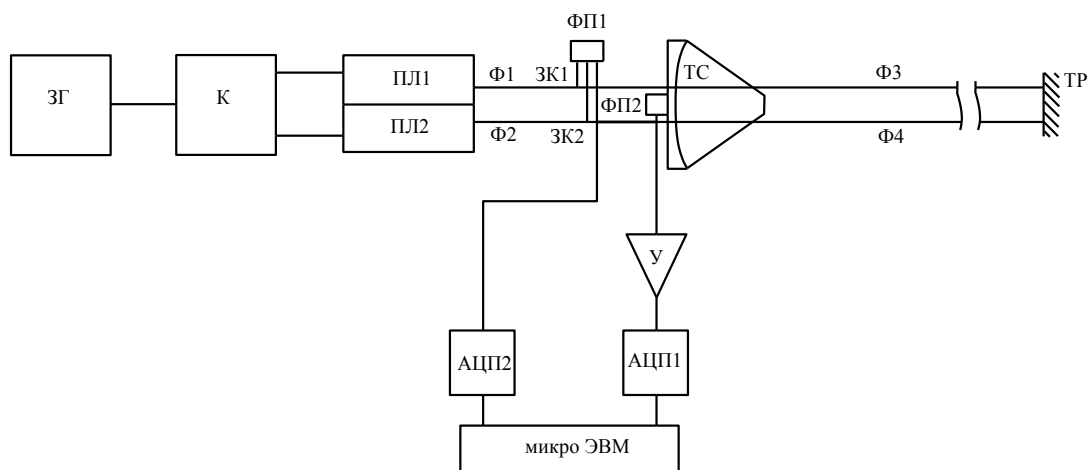 ФП1
ЗГ
К
ПЛ1
ПЛ2
Ф1
Ф2
ЗК1
ЗК2
ФП2
ТС
Ф3
Ф4
ТР
У
АЦП2
АЦП1
микро ЭВМ